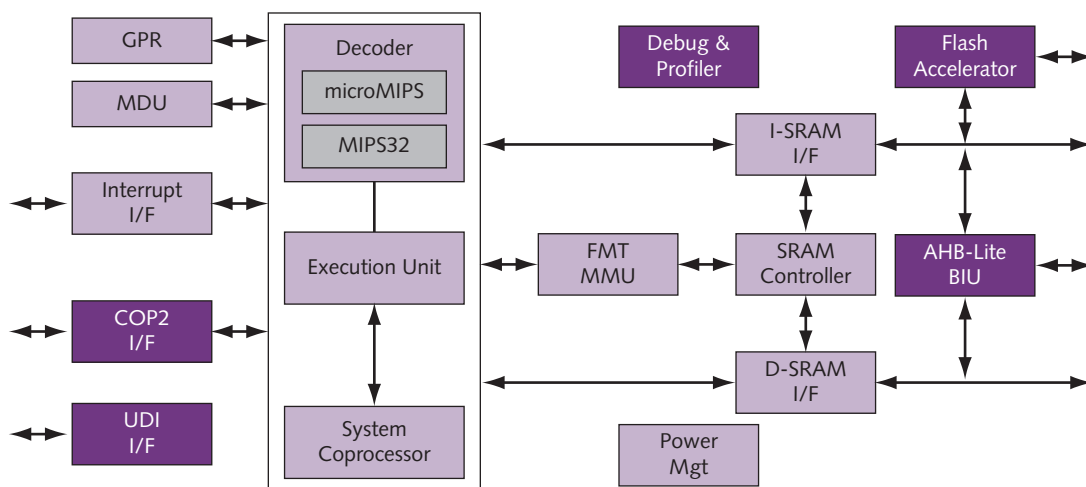 GPR
MDU
Interrupt
I/F
COP2
I/F
UDI
I/F
Decoder
microMIPS
MIPS32
Execution Unit
System
Coprocessor
FMT
MMU
Debug &
Profiler
I-SRAM
I/F
SRAM
Controller
D-SRAM
I/F
Power
Mgt
Flash
Accelerator
AHB-Lite
BIU